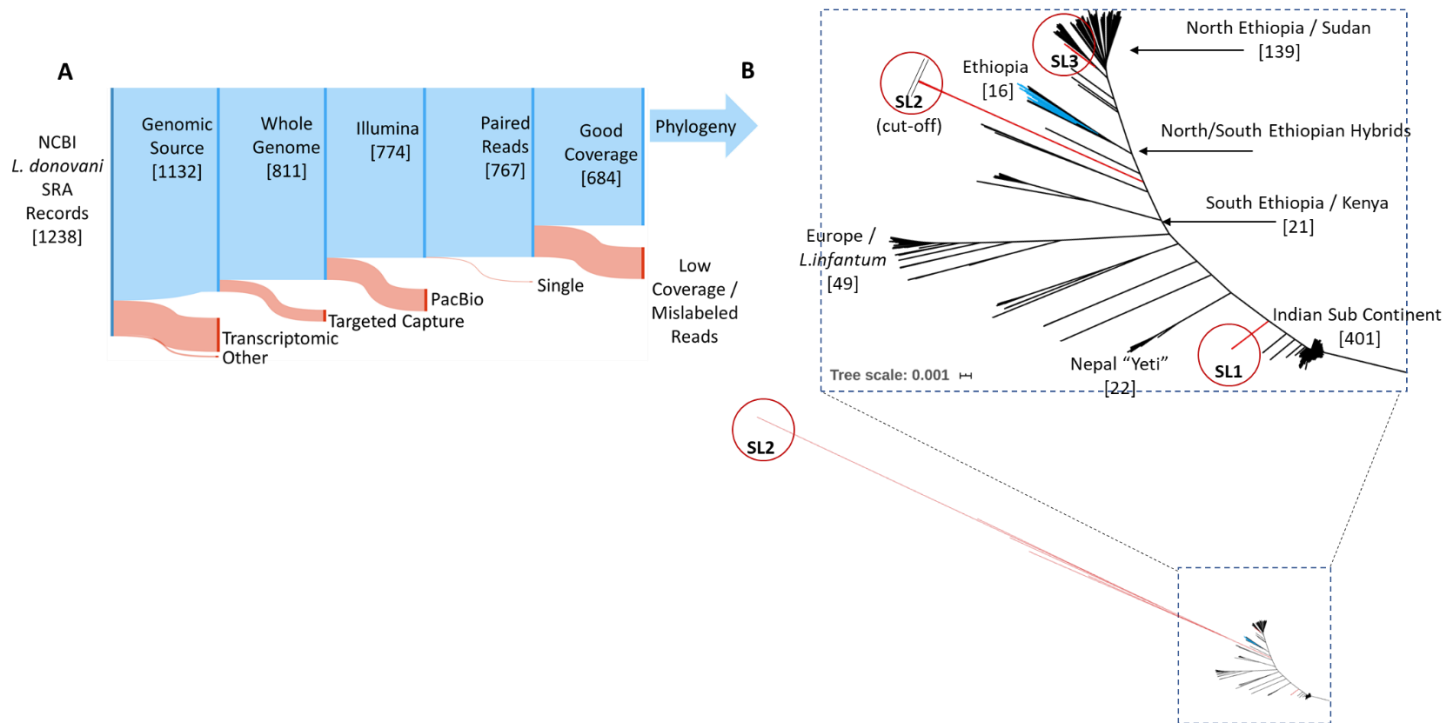 A
NCBI
L. donovani
SRA
Records
[1238]
Genomic
Source
[1132]
Whole
Genome
[811]
Illumina
[774]
Paired
Reads
[767]
Good
Coverage
[684]
Phylogeny
Transcriptomic
Other
Targeted Capture
PacBio
Single
Low
Coverage /
Mislabeled
Reads
B
North Ethiopia / Sudan
[139]
SL3
Ethiopia
[16]
SL2
(cut-off)
North/South Ethiopian Hybrids
South Ethiopia / Kenya
[21]
Europe /
L.infantum
[49]
Indian Sub Continent
[401]
Nepal “Yeti”
[22]
SL1
Tree scale: 0.001
SL2